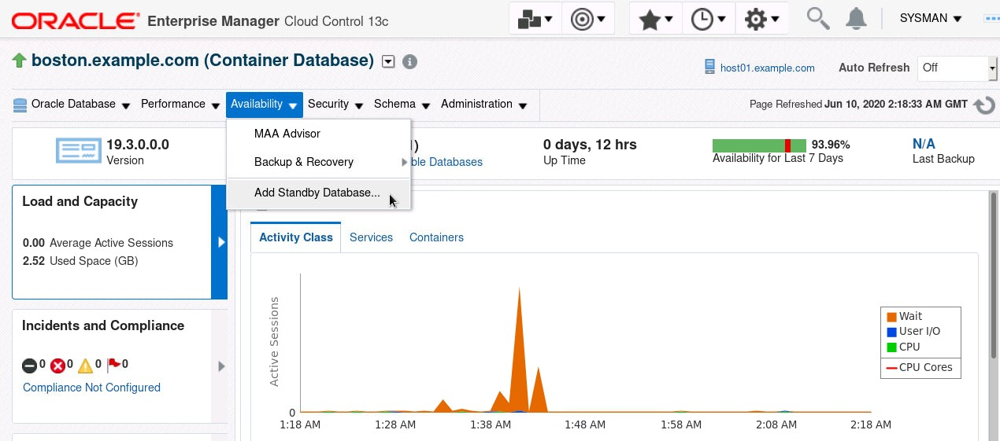 ORACLE Enterprise Manager Cloud Control 13c
SYSMAN
boston.example.com (Container Database)
host01.example.com
Auto Refresh Off
Oracle Database Performance Availability Security Schema Administration
Page Refreshed Jun 10, 2020 2:18:33 AM GMT
MAA Advisor
Backup & Recovery
Add Standby Database...
19.3.0.0.0
Version
Databases
0 days, 12 hrs
Up Time
93.96%
Availability for Last 7 Days
N/A
Last Backup
Load and Capacity
0.00 Average Active Sessions
2.52 Used Space (GB)
Incidents and Compliance
0 0 0 0
Compliance Not Configured
Activity Class Services Containers
Active Sessions
0
1:18 AM 1:28 AM 1:38 AM 1:48 AM 1:58 AM 2:08 AM 2:18 AM
Wait
User I/O
CPU
CPU Cores